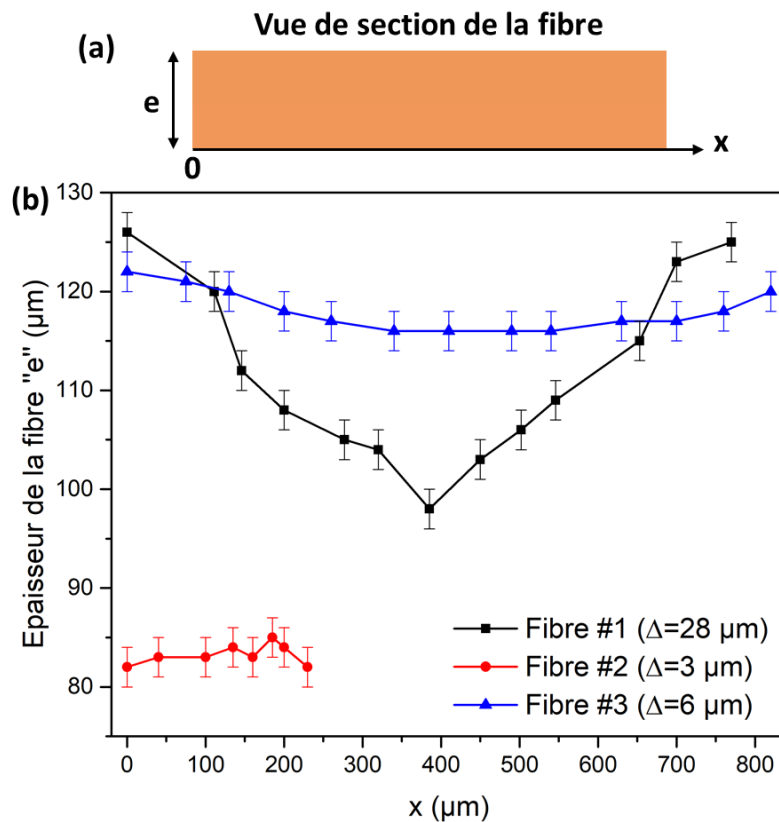 Vue de section de la fibre
(a)
e
x
0
(b)
130
120
110
100
90
80
Epaisseur de la fibre "e" (µm)
Fibre #1 (Δ=28 µm)
Fibre #2 (Δ=3 µm)
Fibre #3 (Δ=6 µm)
0 100 200 300 400 500 600 700 800
x (µm)